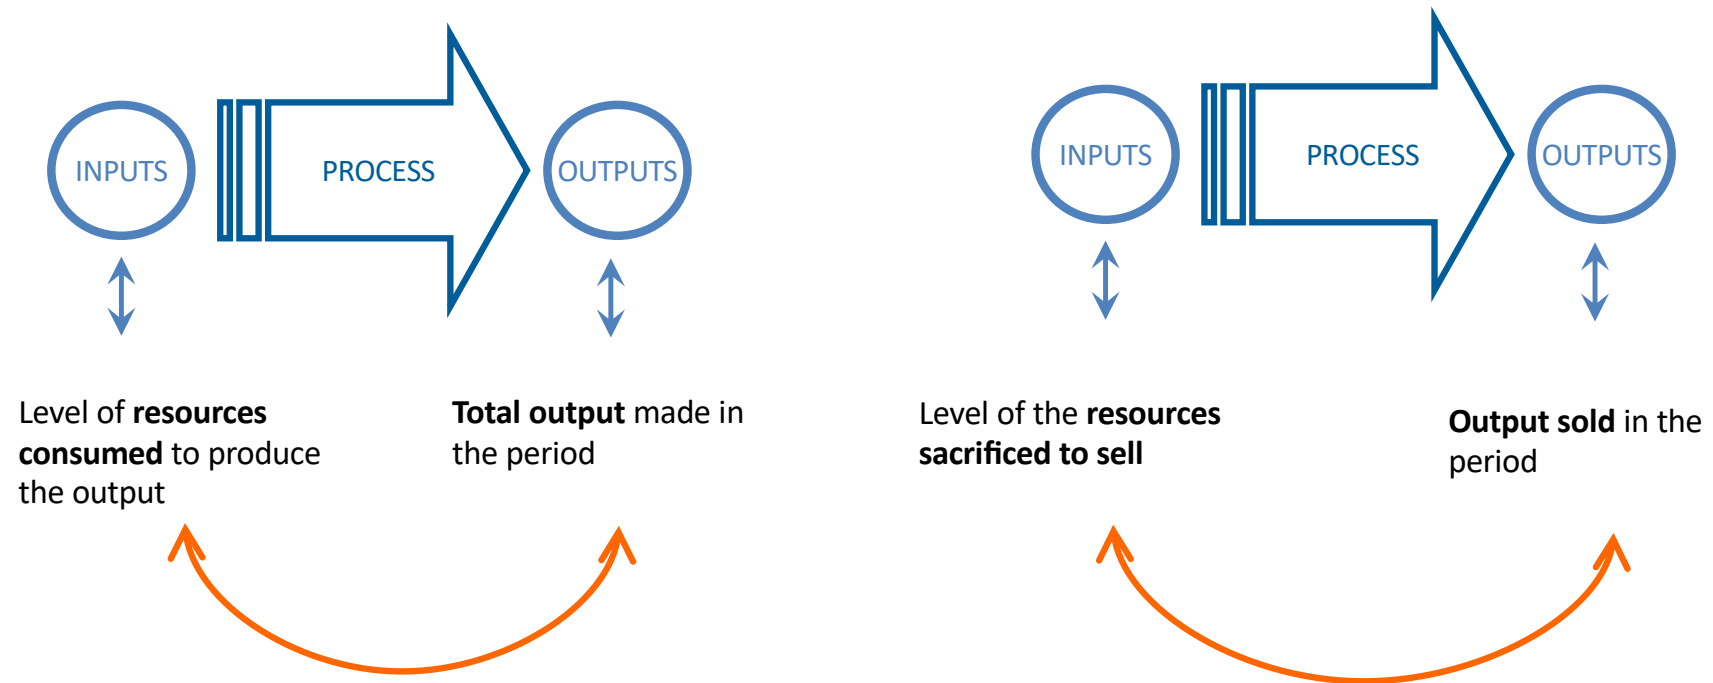 INPUTS
PROCESS
OUTPUTS
Level of resources
consumed to produce
the output
Total output made in
the period
INPUTS
PROCESS
OUTPUTS
Level of the resources
sacrificed to sell
Output sold in the
period